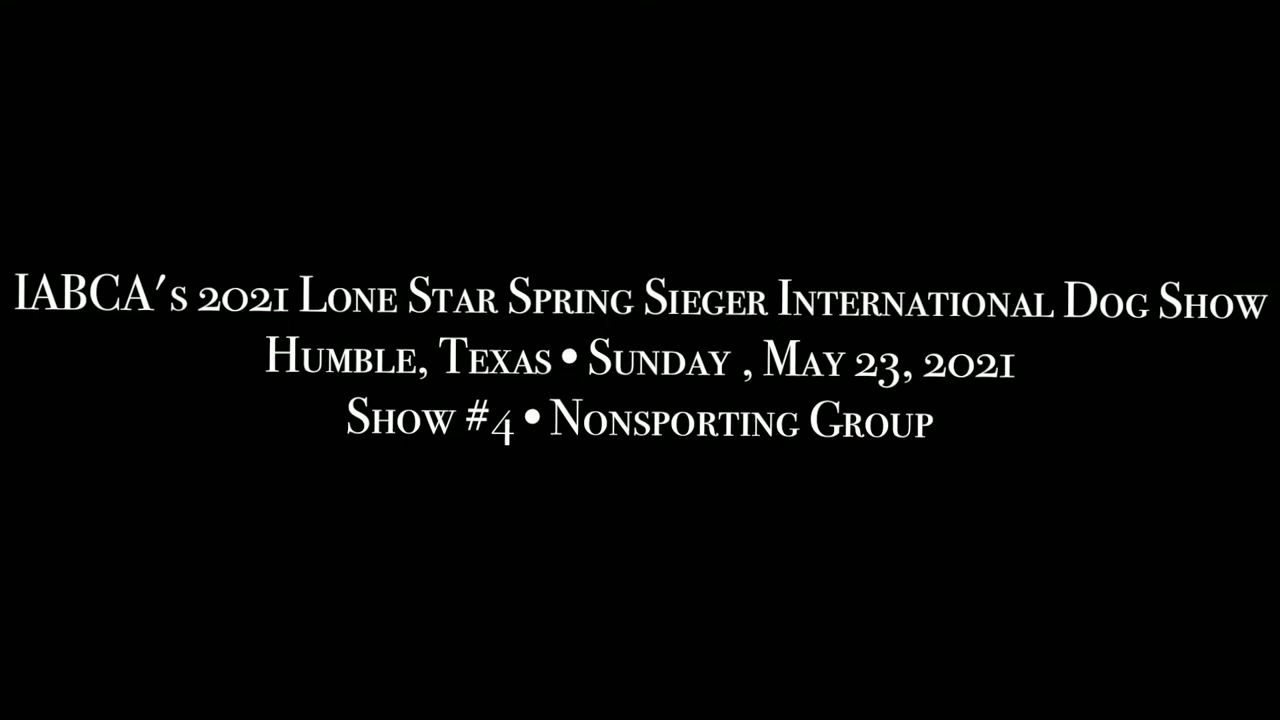 IABCA's 2021 Lone Star Spring Sieger International Dog Show
Humble, Texas • Sunday , May 23, 2021
Show #4 • Nonsporting Group